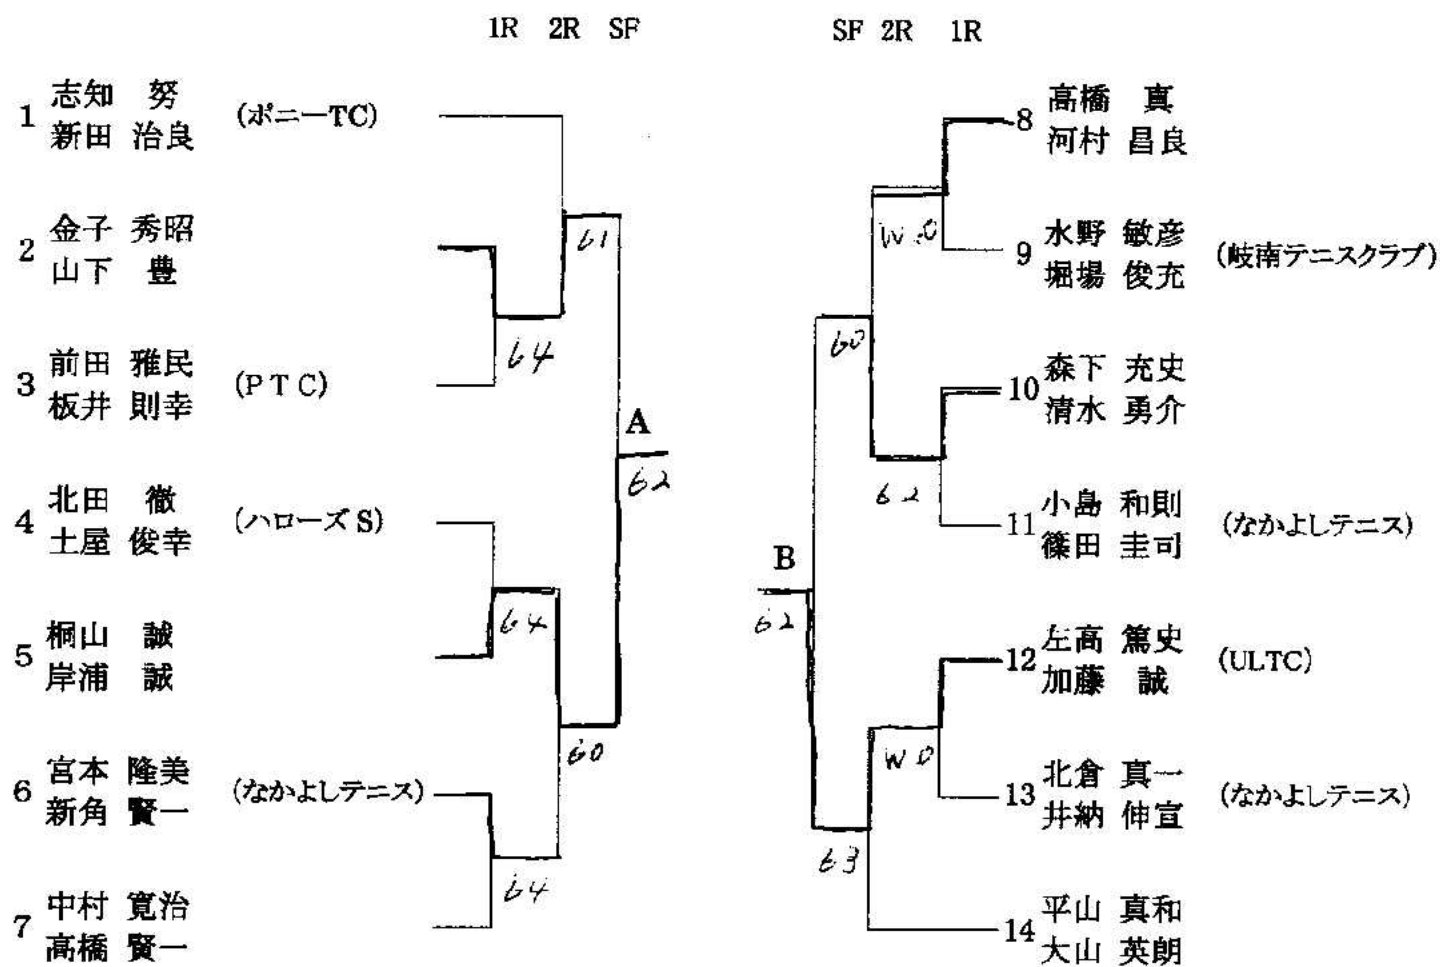 1R 2R SF
SF 2R 1R
1 志知 努 (ポニーTC)
新田 治良
2 金子 秀昭
山下 豊
3 前田 雅民 (PTC)
板井 則幸
4 北田 徹 (ハローズS)
土屋 俊幸
5 桐山 誠
岸浦 誠
6 宮本 隆美 (なかよしテニス)
新角 賢一
7 中村 寛治
高橋 賢一
61
64
A
62
64
60
64
8 高橋 真
河村 昌良
9 水野 敏彦 (岐南テニスクラブ)
堀場 俊充
10 森下 充史
清水 勇介
11 小島 和則 (なかよしテニス)
篠田 圭司
12 左高 篤史 (ULTC)
加藤 誠
13 北倉 真一 (なかよしテニス)
井納 伸宣
14 平山 真和
大山 英朗
W.O
60
62
B
62
WO
63